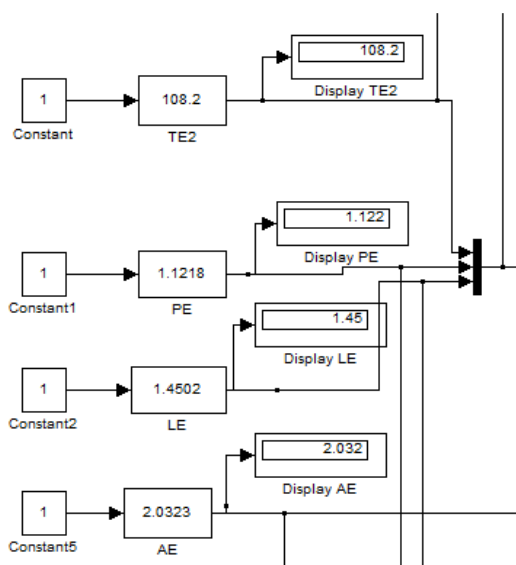 108.2
Display TE2
1
108.2
Constant
TE2
1.122
Display PE
1
1.1218
Constant1
PE
1.45
Display LE
1
1.4502
Constant2
LE
2.032
Display AE
1
2.0323
Constant5
AE